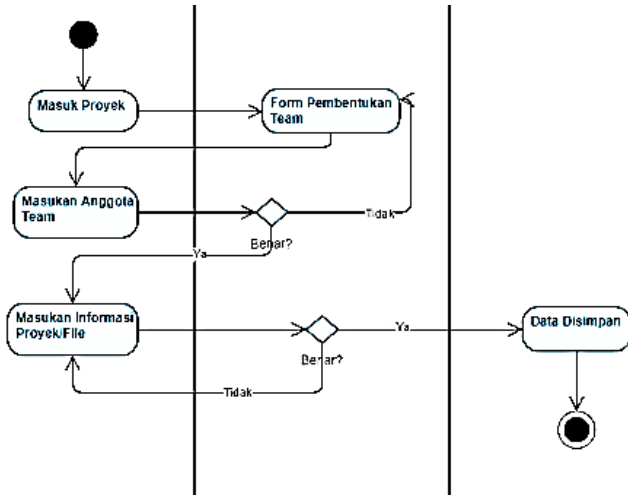 Masuk Proyek
Form Pembentukan
Team
Masukan Anggota
Team
Tidak
Benar?
Ya
Masukan Informasi
Proyek/File
Ya
Data Disimpan
Benar?
Tidak